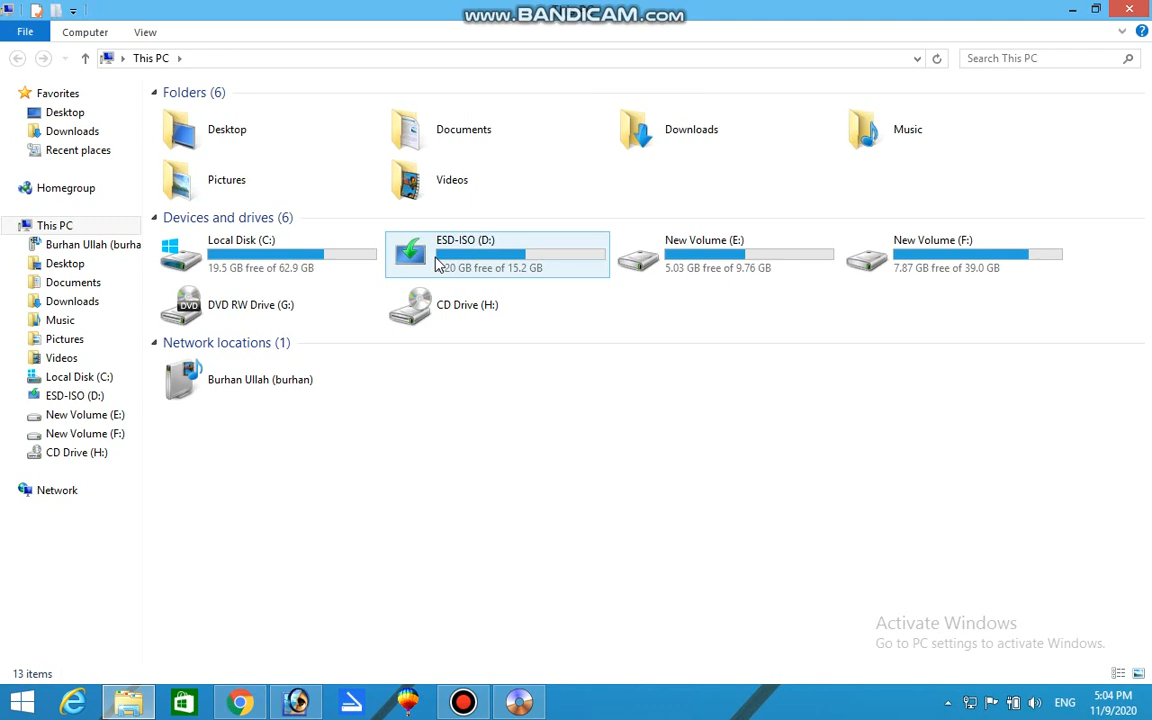 www.BANDICAM.com
File
Computer
View
This PC
Search This PC
Favorites
Desktop
Downloads
Recent places
Homegroup
This PC
Burhan Ullah (burha
Desktop
Documents
Downloads
Music
Pictures
Videos
Local Disk (C:)
ESD-ISO (D:)
New Volume (E:)
New Volume (F:)
CD Drive (H:)
Network
Folders (6)
Desktop
Documents
Downloads
Music
Pictures
Videos
Devices and drives (6)
Local Disk (C:)
19.5 GB free of 62.9 GB
ESD-ISO (D:)
20 GB free of 15.2 GB
New Volume (E:)
5.03 GB free of 9.76 GB
New Volume (F:)
7.87 GB free of 39.0 GB
DVD
DVD RW Drive (G:)
CD Drive (H:)
Network locations (1)
Burhan Ullah (burhan)
Activate Windows
Go to PC settings to activate Windows.
13 items
ENG
5:04 PM
11/9/2020